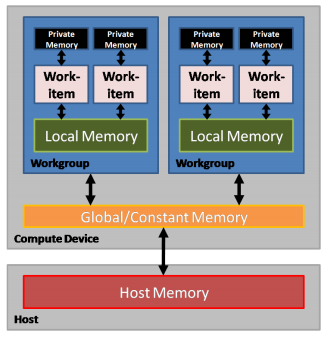 Private Memory
Private Memory
Private Memory
Private Memory
Work-item
Work-item
Work-item
Work-item
Local Memory
Local Memory
Workgroup
Workgroup
Global/Constant Memory
Compute Device
Host Memory
Host